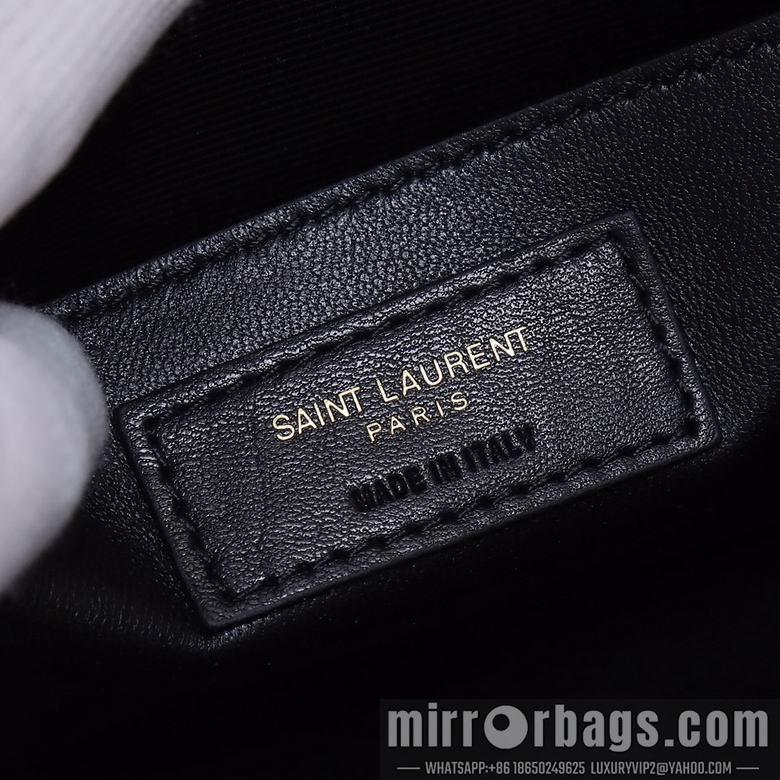 SAINT LAURENT
PARIS
MADE IN ITALY
mirrorbags.com
WHATSAPP:+86 18650249625 LUXURYVIP2@YAHOO.COM